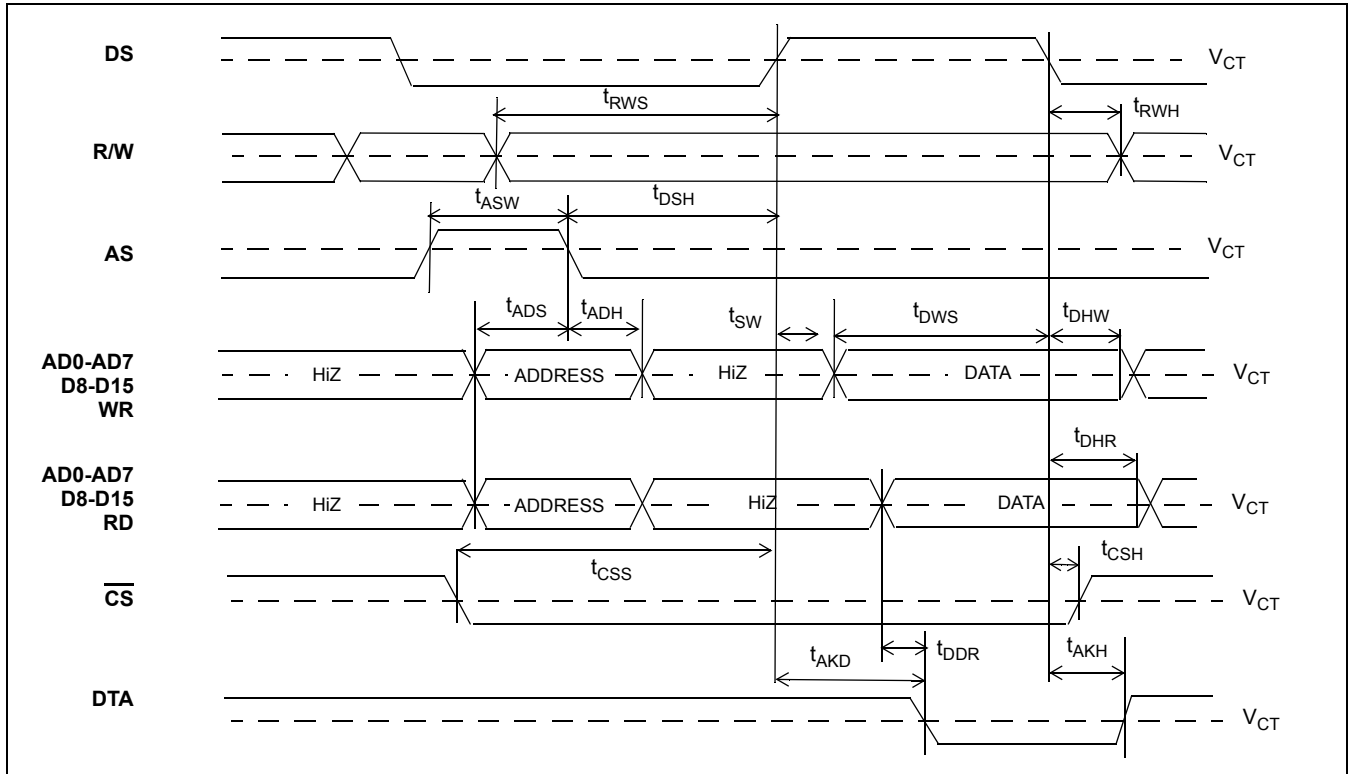 DS
V_CT
t_RWS
t_RWH
R/W
V_CT
t_ASW
t_DSH
AS
V_CT
t_ADS
t_ADH
t_SW
t_DWS
t_DHW
AD0-AD7
D8-D15
WR
HiZ
ADDRESS
HiZ
DATA
V_CT
t_DHR
AD0-AD7
D8-D15
RD
HiZ
ADDRESS
HiZ
DATA
V_CT
t_CSS
t_CSH
CS
V_CT
t_AKD
t_DDR
t_AKH
DTA
V_CT